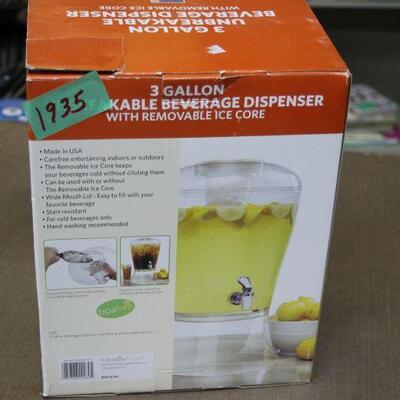 3 GALLON
UNBREAKABLE
BEVERAGE DISPENSER
WITH REMOVABLE ICE CORE
1935
3 GALLON
EAKABLE BEVERAGE DISPENSER
WITH REMOVABLE ICE CORE
• Made in USA
• Carefree entertaining indoors or outdoors
• The Removable Ice Core keeps
your beverages cold without diluting them
• Can be used with or without
The Removable Ice Core
• Wide Mouth Lid - Easy to fill with your
favorite beverage
• Stain resistant
• For cold beverages only
• Hand washing recommended
bpafree